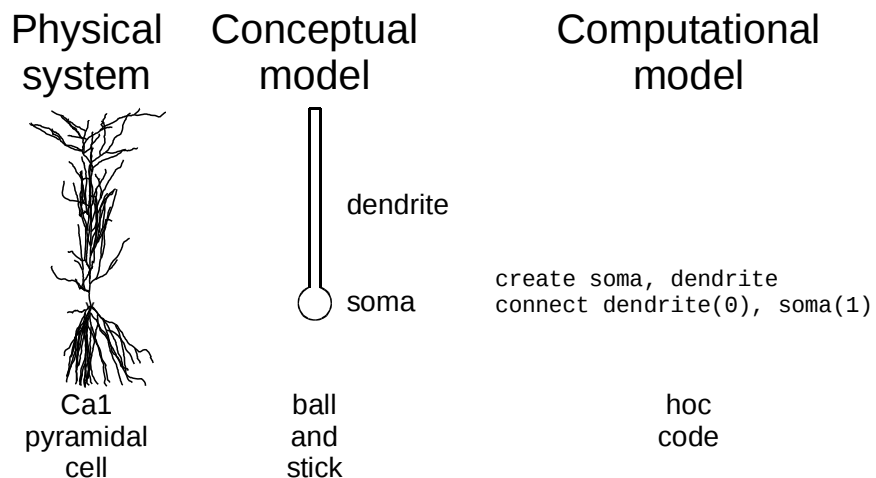 Physical
system
Conceptual
model
Computational
model
dendrite
soma
create soma, dendrite
connect dendrite(0), soma(1)
Ca1
pyramidal
cell
ball
and
stick
hoc
code